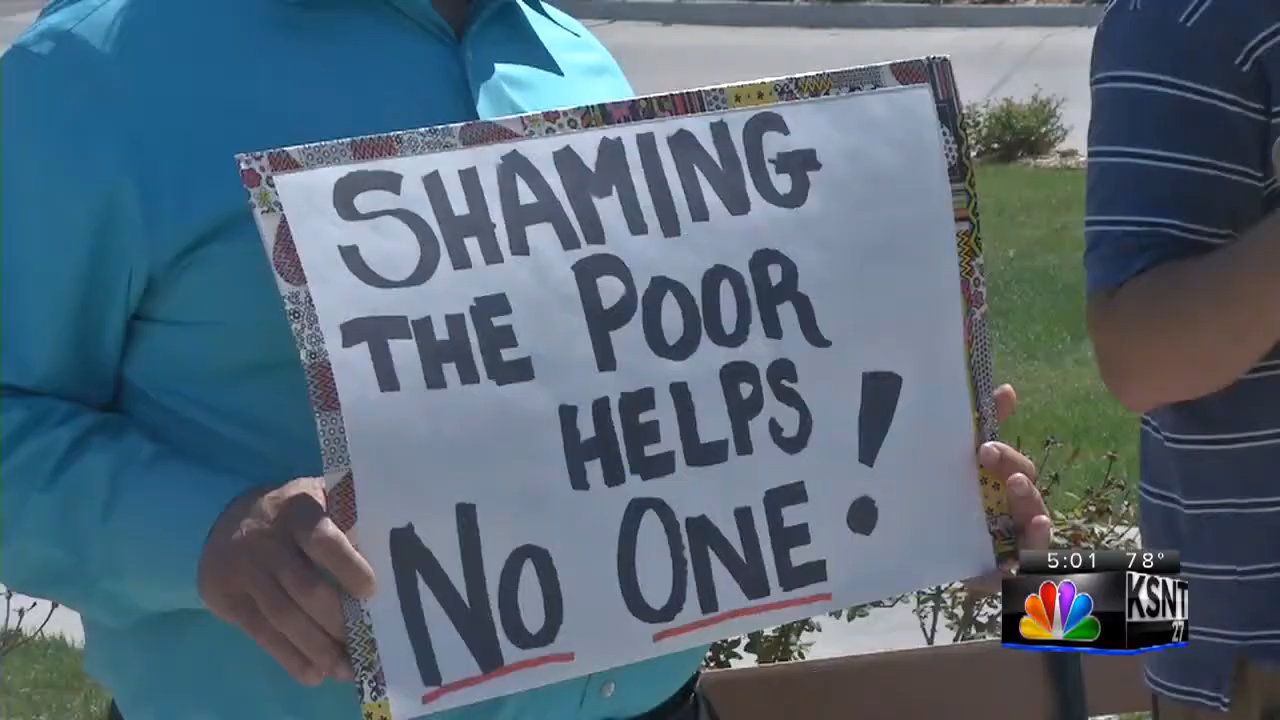 SHAMING
THE POOR
HELPS
NO ONE!
5:01 78°
KSNT
27